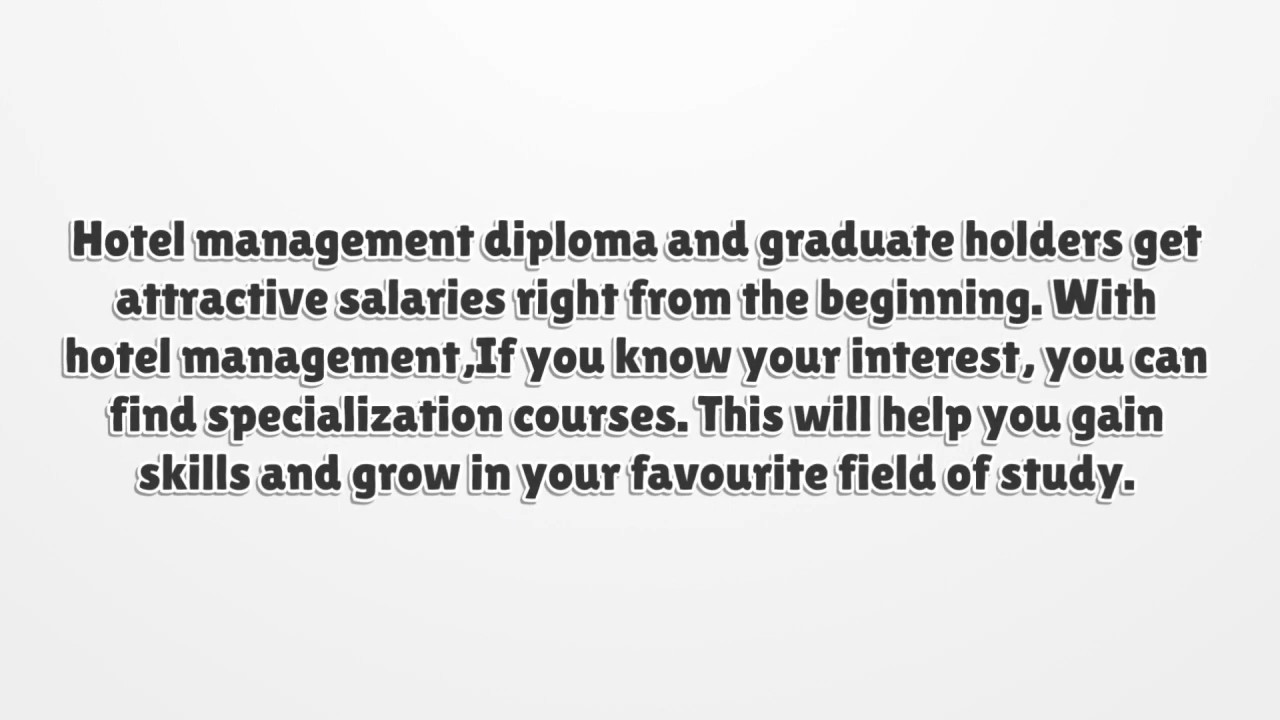 Hotel management diploma and graduate holders get
attractive salaries right from the beginning. With
hotel management,If you know your interest, you can
find specialization courses. This will help you gain
skills and grow in your favourite field of study.